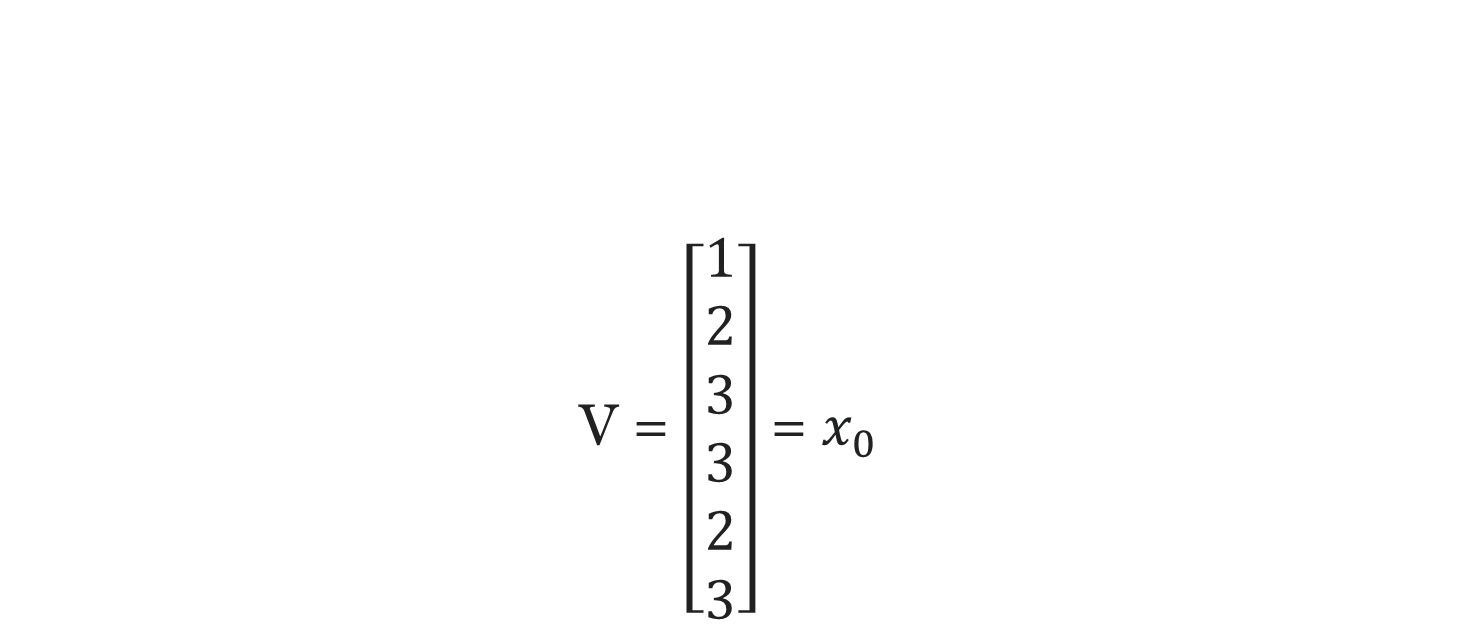 V = [1 2 3 3 2 3] = x₀